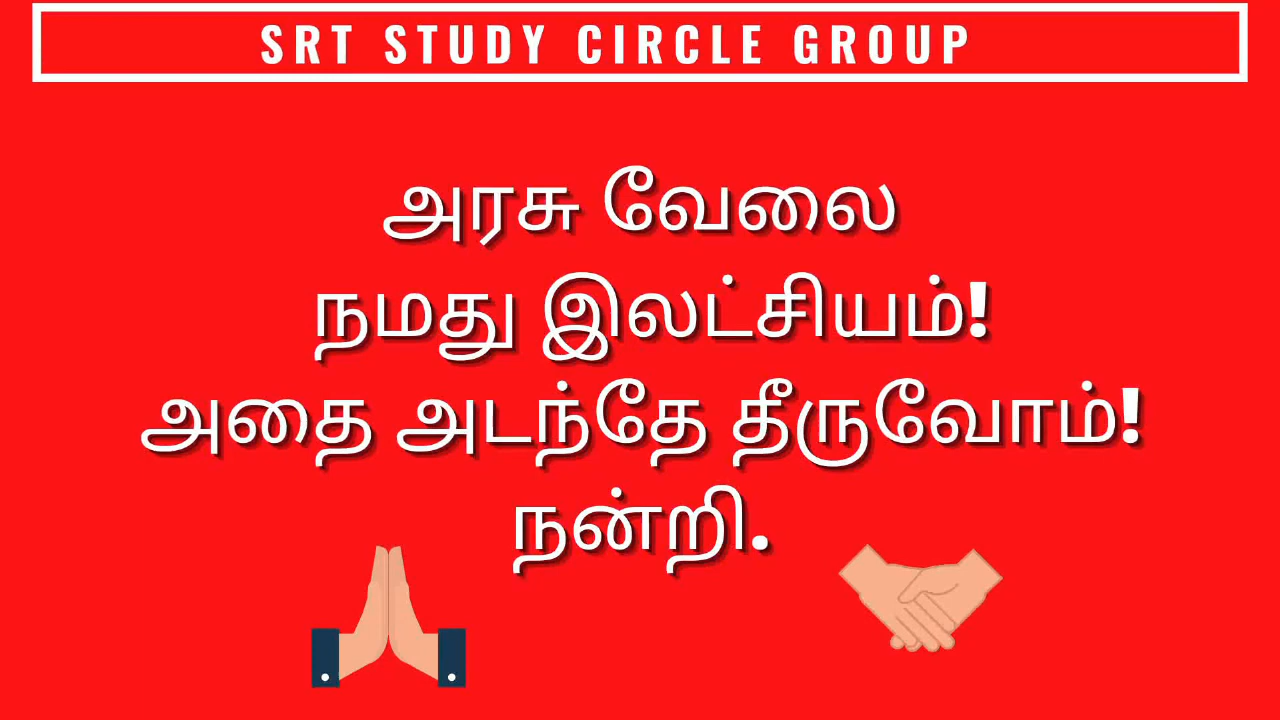 SRT STUDY CIRCLE GROUP
அரசு வேலை
நமது இலட்சியம்!
அதை அடந்தே தீருவோம்!
நன்றி.